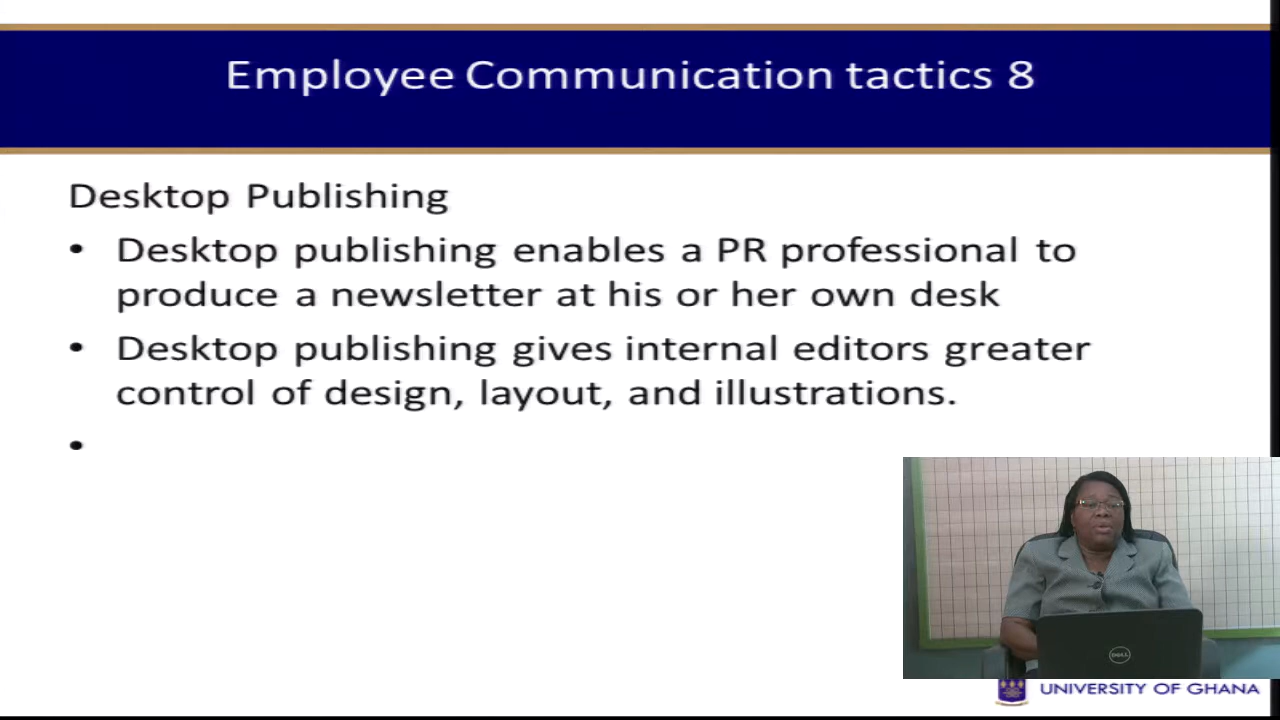 Employee Communication tactics 8
Desktop Publishing
• Desktop publishing enables a PR professional to
produce a newsletter at his or her own desk
• Desktop publishing gives internal editors greater
control of design, layout, and illustrations.
•
DELL
UNIVERSITY OF GHANA